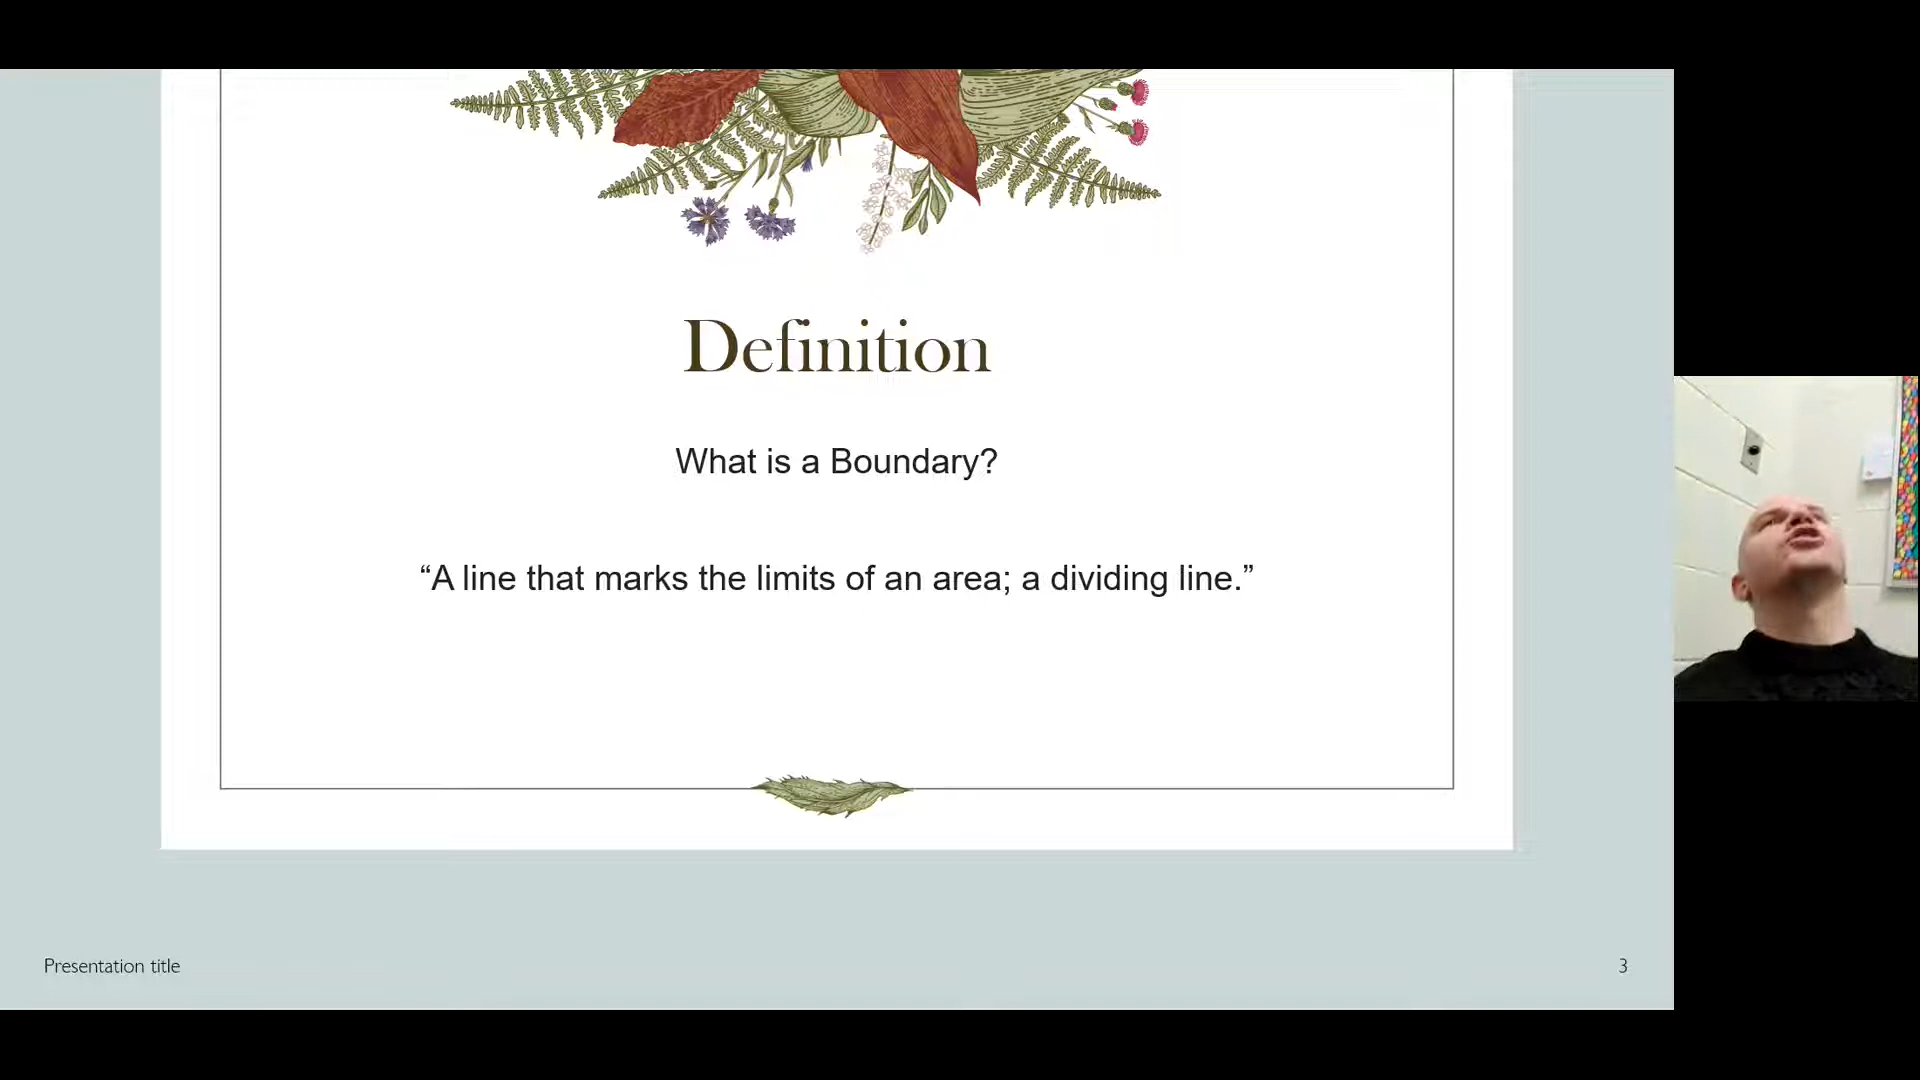 Definition
What is a Boundary?
“A line that marks the limits of an area; a dividing line.”
Presentation title
3